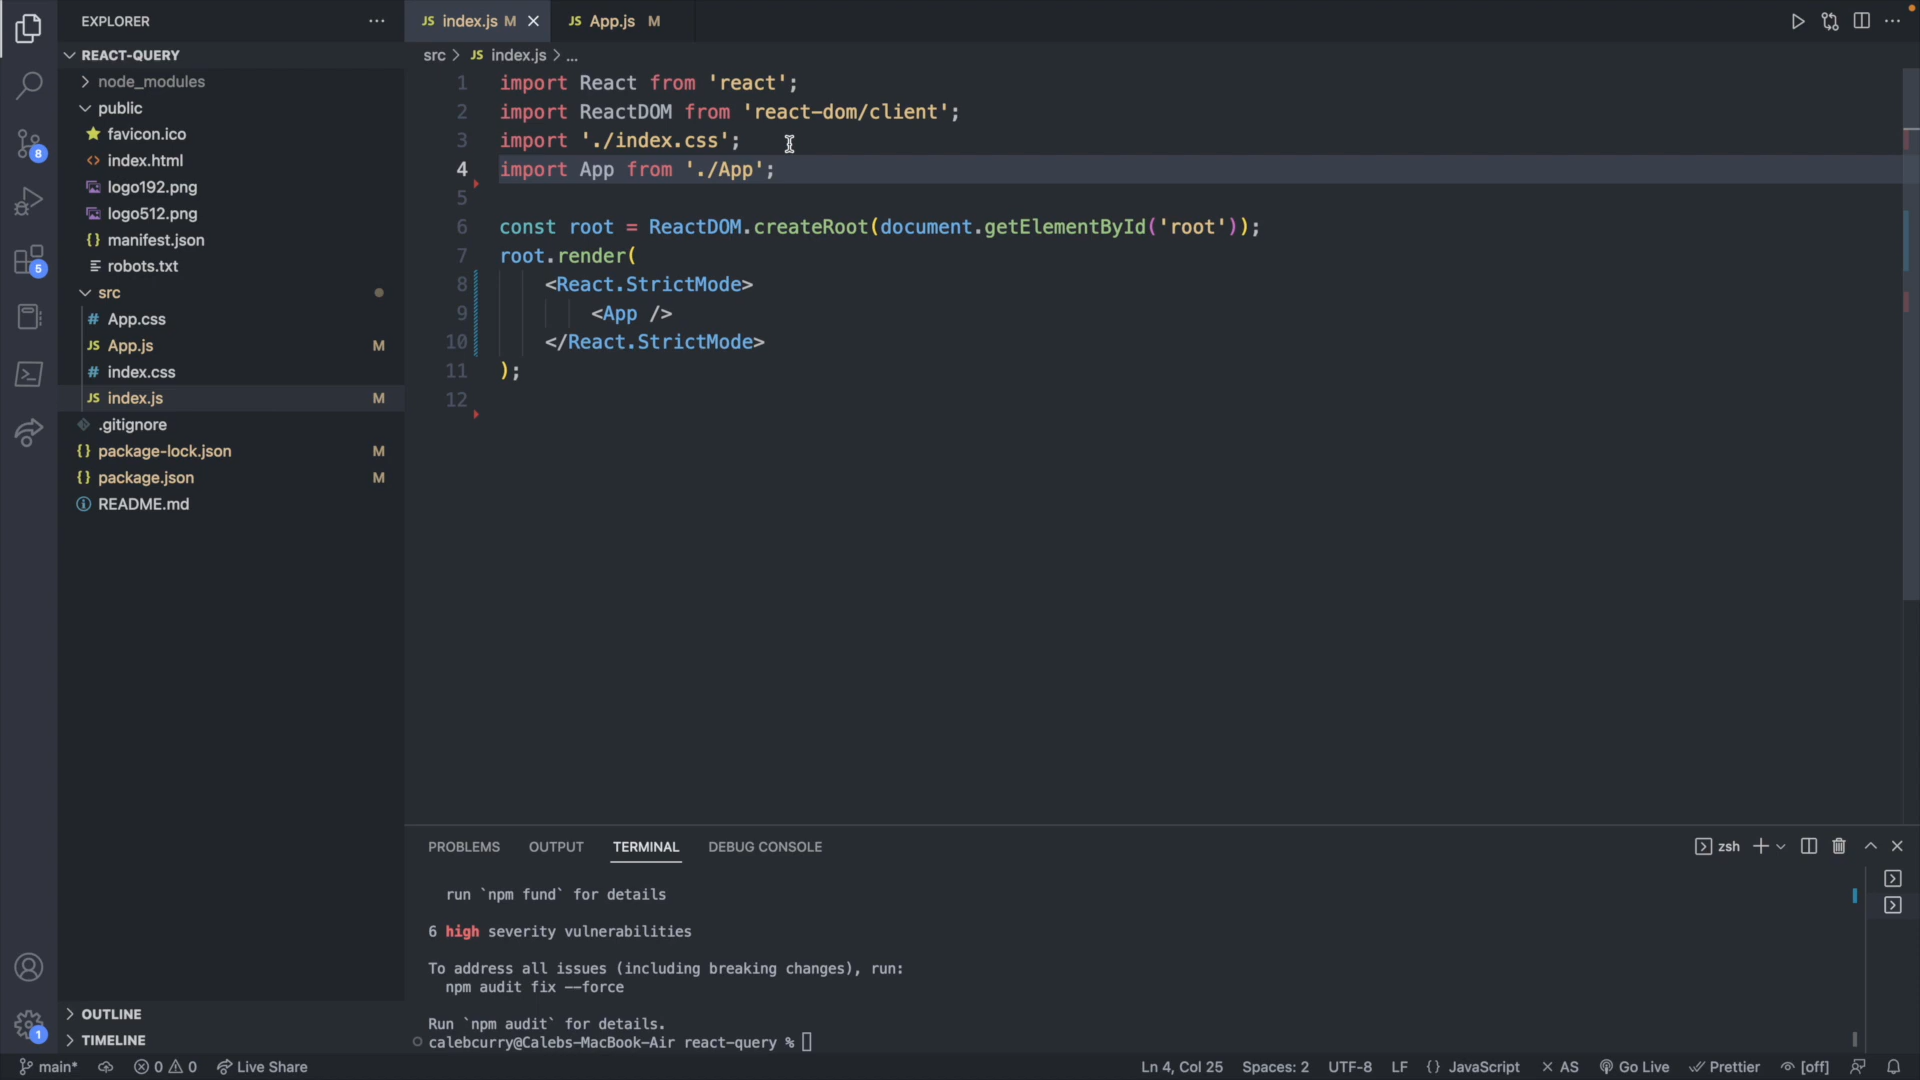 EXPLORER
REACT-QUERY
node_modules
public
favicon.ico
index.html
logo192.png
logo512.png
manifest.json
robots.txt
src
App.css
App.js M
index.css
index.js M
.gitignore
package-lock.json M
package.json M
README.md
OUTLINE
TIMELINE
8
5
1
JS index.js M
JS App.js M
src > JS index.js > ...
1 import React from 'react';
2 import ReactDOM from 'react-dom/client';
3 import './index.css';
4 import App from './App';
5
6 const root = ReactDOM.createRoot(document.getElementById('root'));
7 root.render(
8 <React.StrictMode>
9 <App />
10 </React.StrictMode>
11 );
12
PROBLEMS OUTPUT TERMINAL DEBUG CONSOLE
zsh
run `npm fund` for details
6 high severity vulnerabilities
To address all issues (including breaking changes), run:
npm audit fix --force
Run `npm audit` for details.
calebcurry@Calebs-MacBook-Air react-query %
main* 0 0 Live Share
Ln 4, Col 25 Spaces: 2 UTF-8 LF {} JavaScript × AS Go Live Prettier [off]